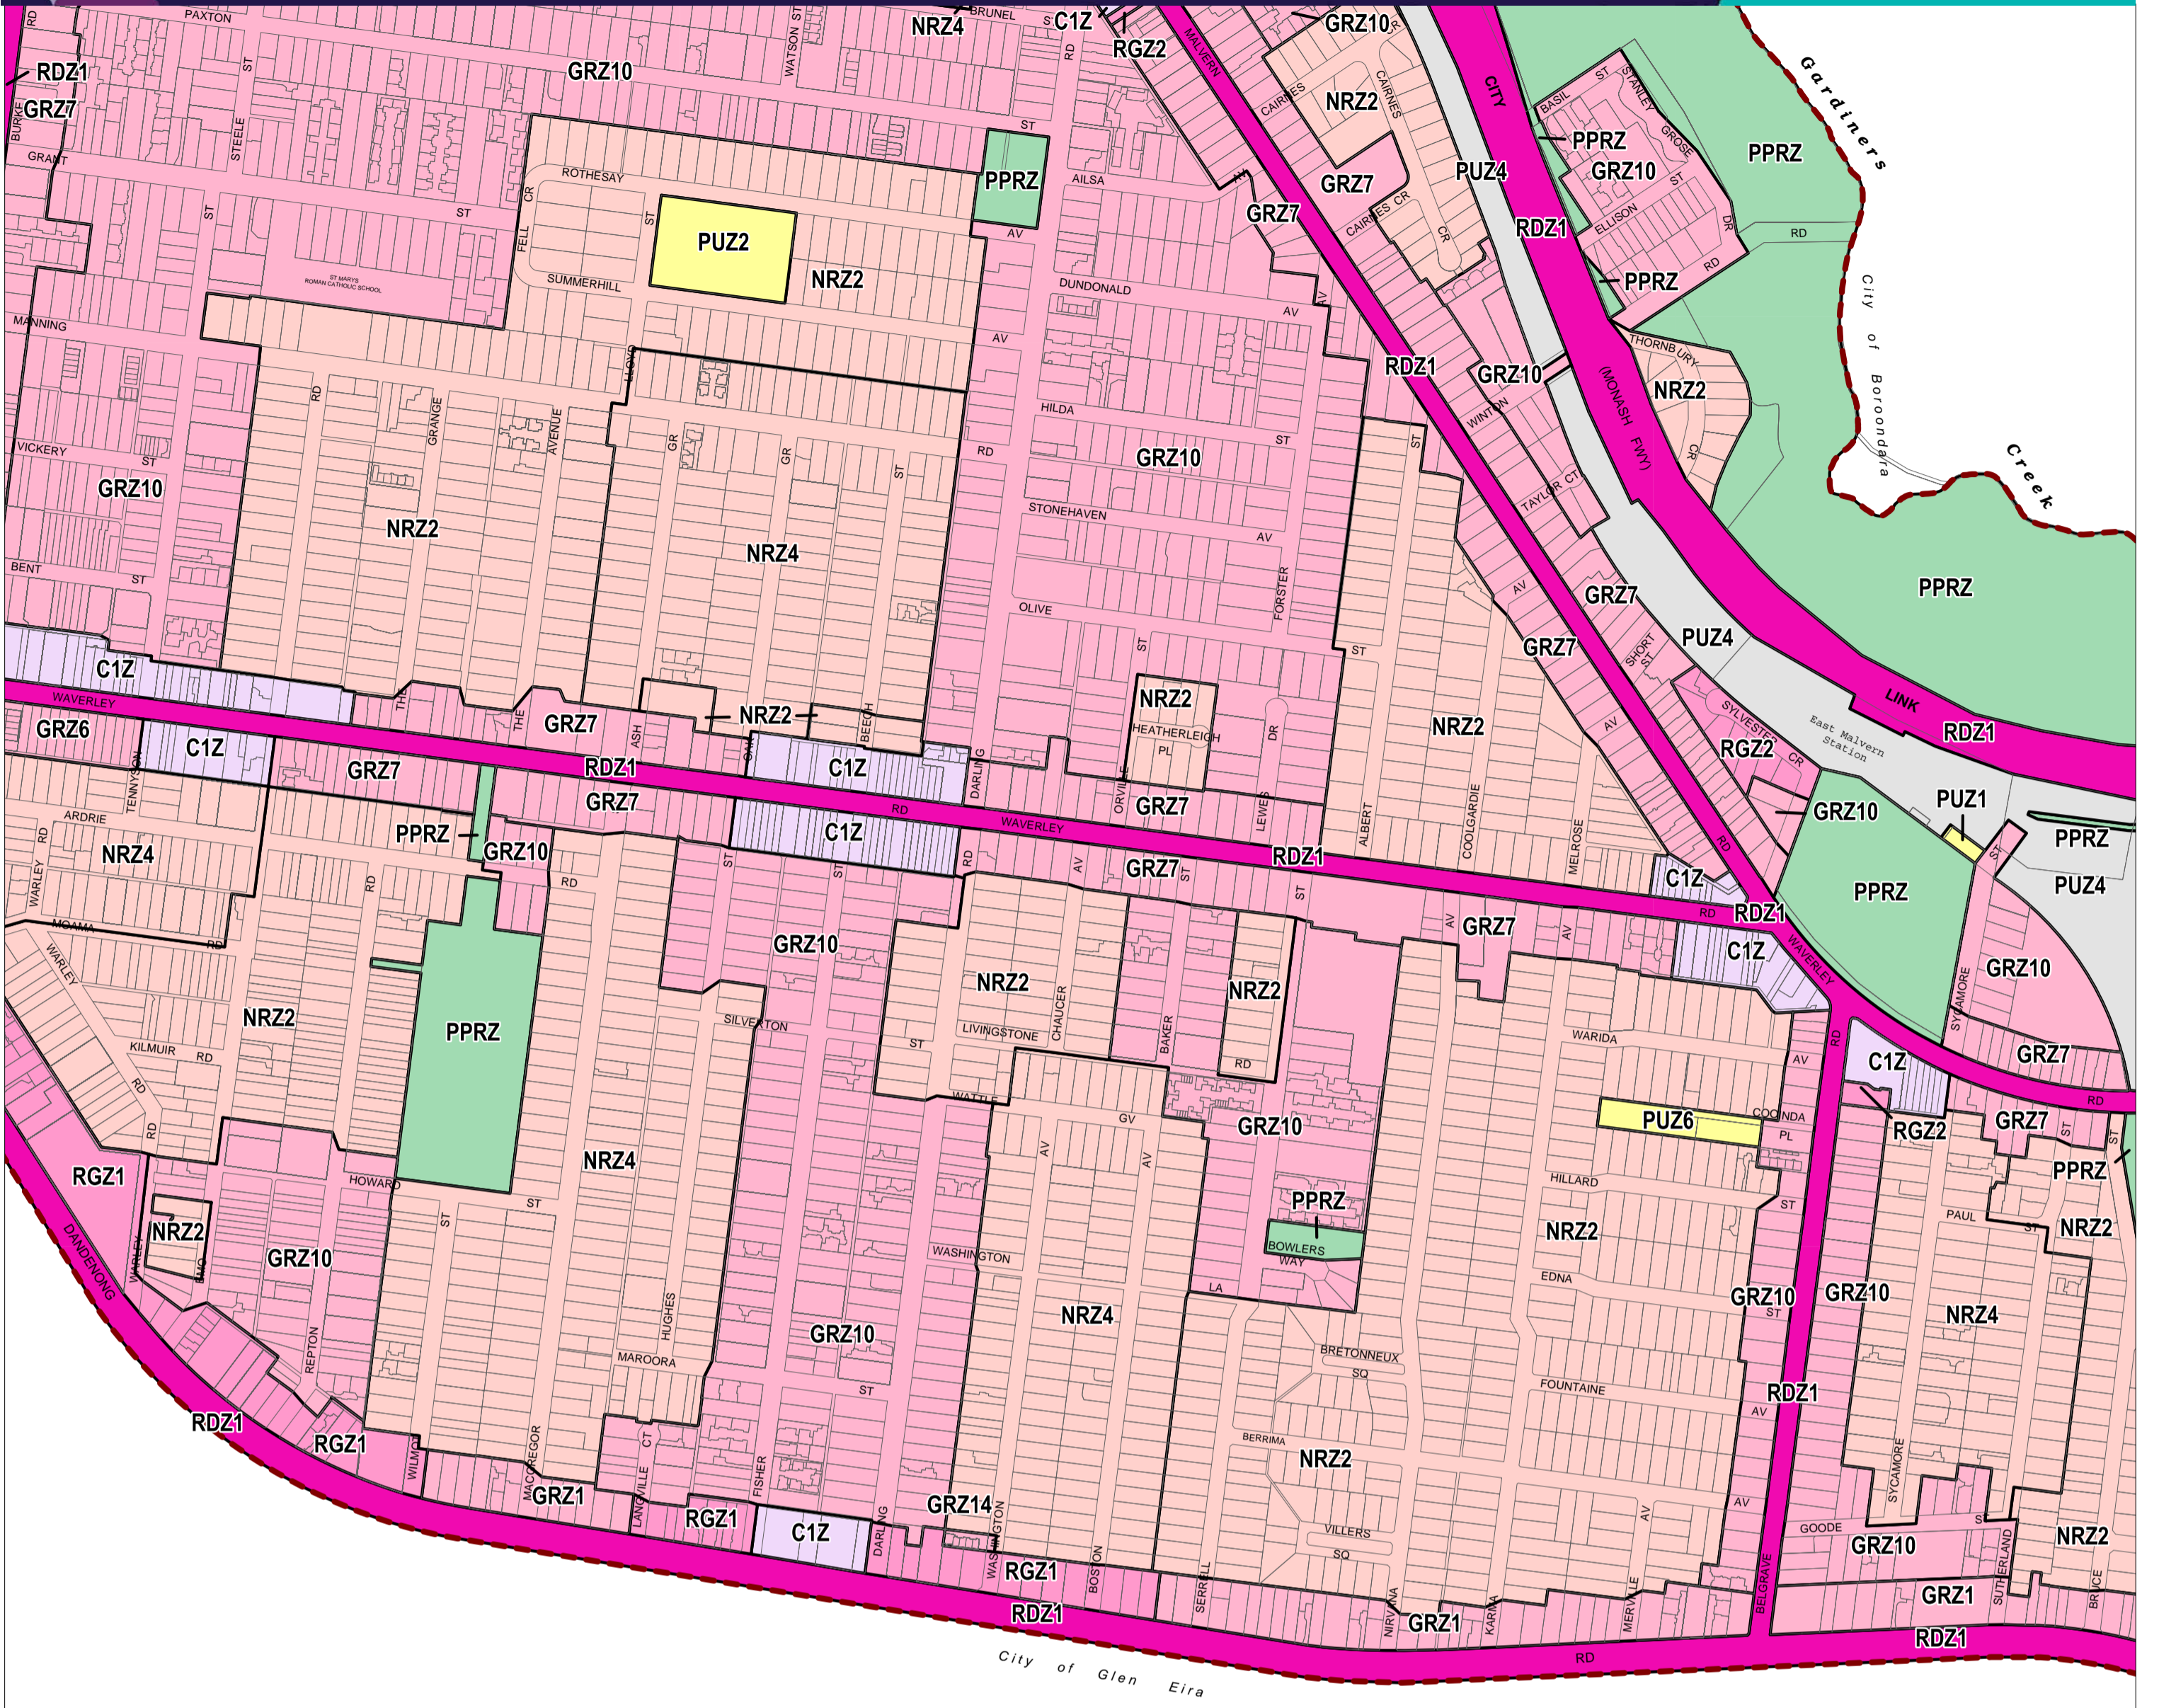 PAXTON
BRUNEL
S
C1Z
NRZ4
RGZ2
GRZ10
RD
WATSON ST
RD
MALVERN
RDZ1
GRZ7
BURKE
ST
GRZ10
CAIRNES
NRZ2
CAIRNES
CITY
BASIL
ST
STANLEY
GROSE
Gardiners
GRANT
STEELE
ST
PPRZ
PPRZ
GRZ10
ST
PPRZ
ROTHESAY
CR
PPRZ
AILSA
AV
GRZ7
PUZ4
ST
ST
ST
PUZ2
FELL
AV
GRZ7
CAIRNES CR
CR
RDZ1
ELLISON
DR
RD
ST MARYS
ROMAN CATHOLIC SCHOOL
SUMMERHILL
NRZ2
DUNDONALD
AV
AV
PPRZ
RD
City of Boroondara
MANNING
AV
LLOYD
RDZ1
GRZ10
THORNBURY
NRZ2
CR
(MONASH FWY)
RD
GRANGE
AVENUE
GR
GR
ST
HILDA
ST
RD
GRZ10
ST
WINTON
VICKERY
ST
GRZ10
NRZ2
NRZ4
STONEHAVEN
AV
TAYLOR CT
Creek
BENT
ST
OLIVE
FORSTER
ST
ST
AV
GRZ7
GRZ7
SHORT
ST
PUZ4
PPRZ
C1Z
WAVERLEY
THE
THE
GRZ7
ASH
NRZ2
OAK
BEECH
NRZ2
HEATHERLEIGH
PL
DR
NRZ2
AV
SYLVESTER
CR
RGZ2
East Malvern
Station
LINK
RDZ1
GRZ6
C1Z
TENNYSON
GRZ7
RDZ1
GRZ7
C1Z
RD
DARLING
WAVERLEY
ORVILLE
GRZ7
LEWES
ALBERT
COOLGARDIE
MELROSE
RD
GRZ10
PUZ1
ST
PPRZ
PUZ4
ARDRIE
RD
NRZ4
WARLEY
PPRZ
GRZ10
RD
RD
C1Z
ST
ST
RD
AV
GRZ7
ST
ST
RDZ1
C1Z
RD
RDZ1
PPRZ
MOAMA
RD
WARLEY
GRZ10
NRZ2
NRZ2
AV
GRZ7
AV
C1Z
WAVERLEY
SYCAMORE
GRZ10
NRZ2
PPRZ
KILMUIR
RD
RD
SILVERTON
ST
LIVINGSTONE
CHAUCER
BAKER
RD
WARIDA
AV
RD
C1Z
GRZ7
RD
RD
WATTLE
GV
AV
AV
GRZ10
PUZ6
COOINDA
PL
RGZ2
GRZ7
ST
ST
PPRZ
RGZ1
HOWARD
ST
ST
NRZ4
HILLARD
ST
NRZ2
PAUL
ST
NRZ2
NRZ2
WARLEY
EMO
GRZ10
DANDENONG
WASHINGTON
PPRZ
BOWLERS
WAY
LA
EDNA
ST
GRZ10
GRZ10
NRZ4
NRZ4
REPTON
HUGHES
MAROORA
GRZ10
ST
BRETONNEUX
SQ
FOUNTAINE
AV
RDZ1
RDZ1
RGZ1
WILMOT
MACGREGOR
GRZ1
CT
LANGVILLE
FISHER
BERRIMA
NRZ2
AV
AV
SYCAMORE
RGZ1
C1Z
DARLING
GRZ14
WASHINGTON
BOSTON
RGZ1
RDZ1
SERRELL
VILLERS
SQ
NIRVANA
GRZ1
KARMA
MERVILLE
BELGRAVE
GOODE
ST
GRZ10
SUTHERLAND
NRZ2
GRZ1
BRUCE
RDZ1
RD
City of Glen Eira